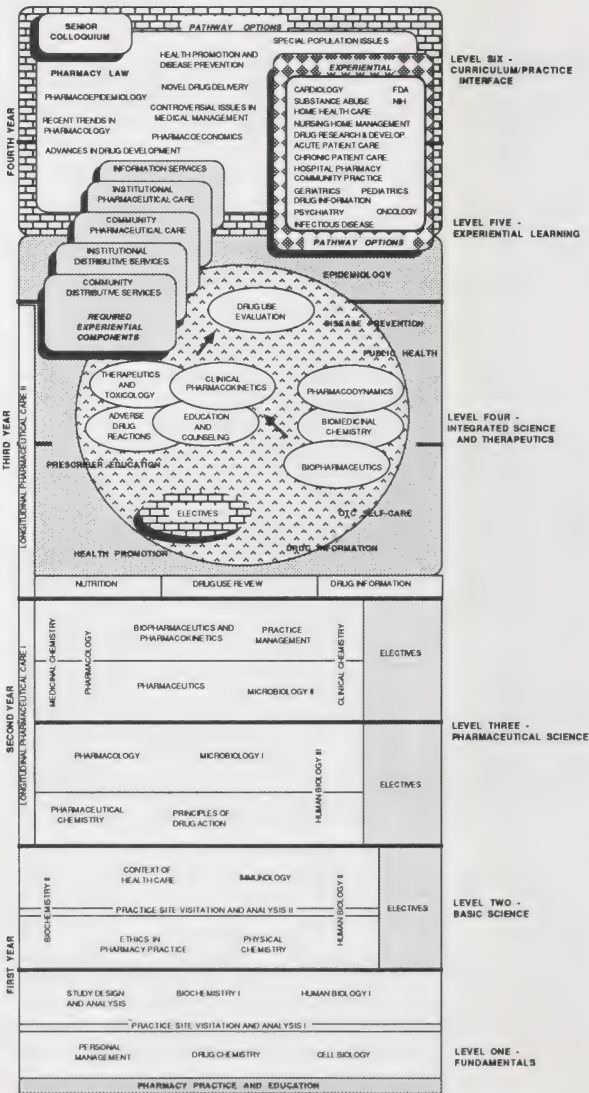 SENIOR
COLLOQUIUM
PATHWAY OPTIONS
SPECIAL POPULATION ISSUES
HEALTH PROMOTION AND
DISEASE PREVENTION
PHARMACY LAW
NOVEL DRUG DELIVERY
PHARMACOEPIDEMIOLOGY
CONTROVERSIAL ISSUES IN
MEDICAL MANAGEMENT
RECENT TRENDS IN
PHARMACOLOGY
PHARMACOECONOMICS
ADVANCES IN DRUG DEVELOPMENT
EXPERIENTIAL
CARDIOLOGY FDA
SUBSTANCE ABUSE NIH
HOME HEALTH CARE
NURSING HOME MANAGEMENT
DRUG RESEARCH & DEVELOP.
ACUTE PATIENT CARE
CHRONIC PATIENT CARE
HOSPITAL PHARMACY
COMMUNITY PRACTICE
GERIATRICS PEDIATRICS
DRUG INFORMATION
PSYCHIATRY ONCOLOGY
INFECTIOUS DISEASE
PATHWAY OPTIONS
LEVEL SIX -
CURRICULUM/PRACTICE
INTERFACE
LEVEL FIVE -
EXPERIENTIAL LEARNING
FOURTH YEAR
INFORMATION SERVICES
INSTITUTIONAL
PHARMACEUTICAL CARE
COMMUNITY
PHARMACEUTICAL CARE
INSTITUTIONAL
DISTRIBUTIVE SERVICES
COMMUNITY
DISTRIBUTIVE SERVICES
REQUIRED
EXPERIENTIAL
COMPONENTS
EPIDEMIOLOGY
DRUG USE
EVALUATION
DISEASE PREVENTION
PUBLIC HEALTH
THERAPEUTICS
AND
TOXICOLOGY
CLINICAL
PHARMACOKINETICS
PHARMACODYNAMICS
ADVERSE
DRUG
REACTIONS
EDUCATION
AND
COUNSELING
BIOMEDICINAL
CHEMISTRY
BIOPHARMACEUTICS
PRESCRIBER EDUCATION
ELECTIVES
OTC SELF-CARE
HEALTH PROMOTION
DRUG INFORMATION
LEVEL FOUR -
INTEGRATED SCIENCE
AND THERAPEUTICS
THIRD YEAR
LONGITUDINAL PHARMACEUTICAL CARE II
NUTRITION DRUG USE REVIEW DRUG INFORMATION
SECOND YEAR
LONGITUDINAL PHARMACEUTICAL CARE I
MEDICINAL CHEMISTRY
PHARMACOLOGY
BIOPHARMACEUTICS AND
PHARMACOKINETICS
PRACTICE
MANAGEMENT
CLINICAL CHEMISTRY
ELECTIVES
PHARMACEUTICS
MICROBIOLOGY II
LEVEL THREE -
PHARMACEUTICAL SCIENCE
PHARMACOLOGY
MICROBIOLOGY I
HUMAN BIOLOGY III
ELECTIVES
PHARMACEUTICAL
CHEMISTRY
PRINCIPLES OF
DRUG ACTION
FIRST YEAR
BIOCHEMISTRY II
CONTEXT OF
HEALTH CARE
IMMUNOLOGY
HUMAN BIOLOGY II
ELECTIVES
PRACTICE SITE VISITATION AND ANALYSIS II
ETHICS IN
PHARMACY PRACTICE
PHYSICAL
CHEMISTRY
LEVEL TWO -
BASIC SCIENCE
STUDY DESIGN
AND ANALYSIS
BIOCHEMISTRY I
HUMAN BIOLOGY I
PRACTICE SITE VISITATION AND ANALYSIS I
PERSONAL
MANAGEMENT
DRUG CHEMISTRY
CELL BIOLOGY
LEVEL ONE -
FUNDAMENTALS
PHARMACY PRACTICE AND EDUCATION